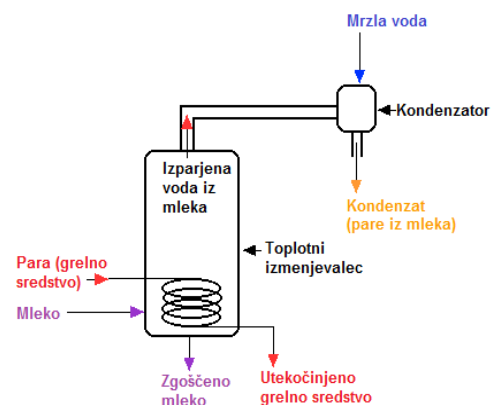 Mrzla voda
Kondenzator
Izparjena
voda iz
mleka
Kondenzat
(pare iz mleka)
Toplotni
izmenjevalec
Para (grelno
sredstvo)
Mleko
Zgoščeno
mleko
Utekočinjeno
grelno sredstvo